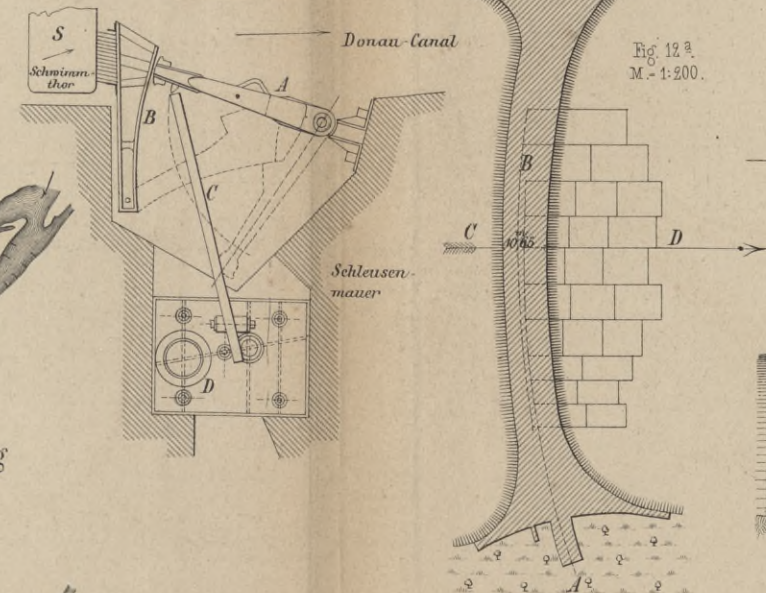 S
Schwimm-
thor
Donau-Canal
A
B
C
Schleusen-
mauer
D
Fig. 12ª.
M.= 1:200.
B
C
D
A